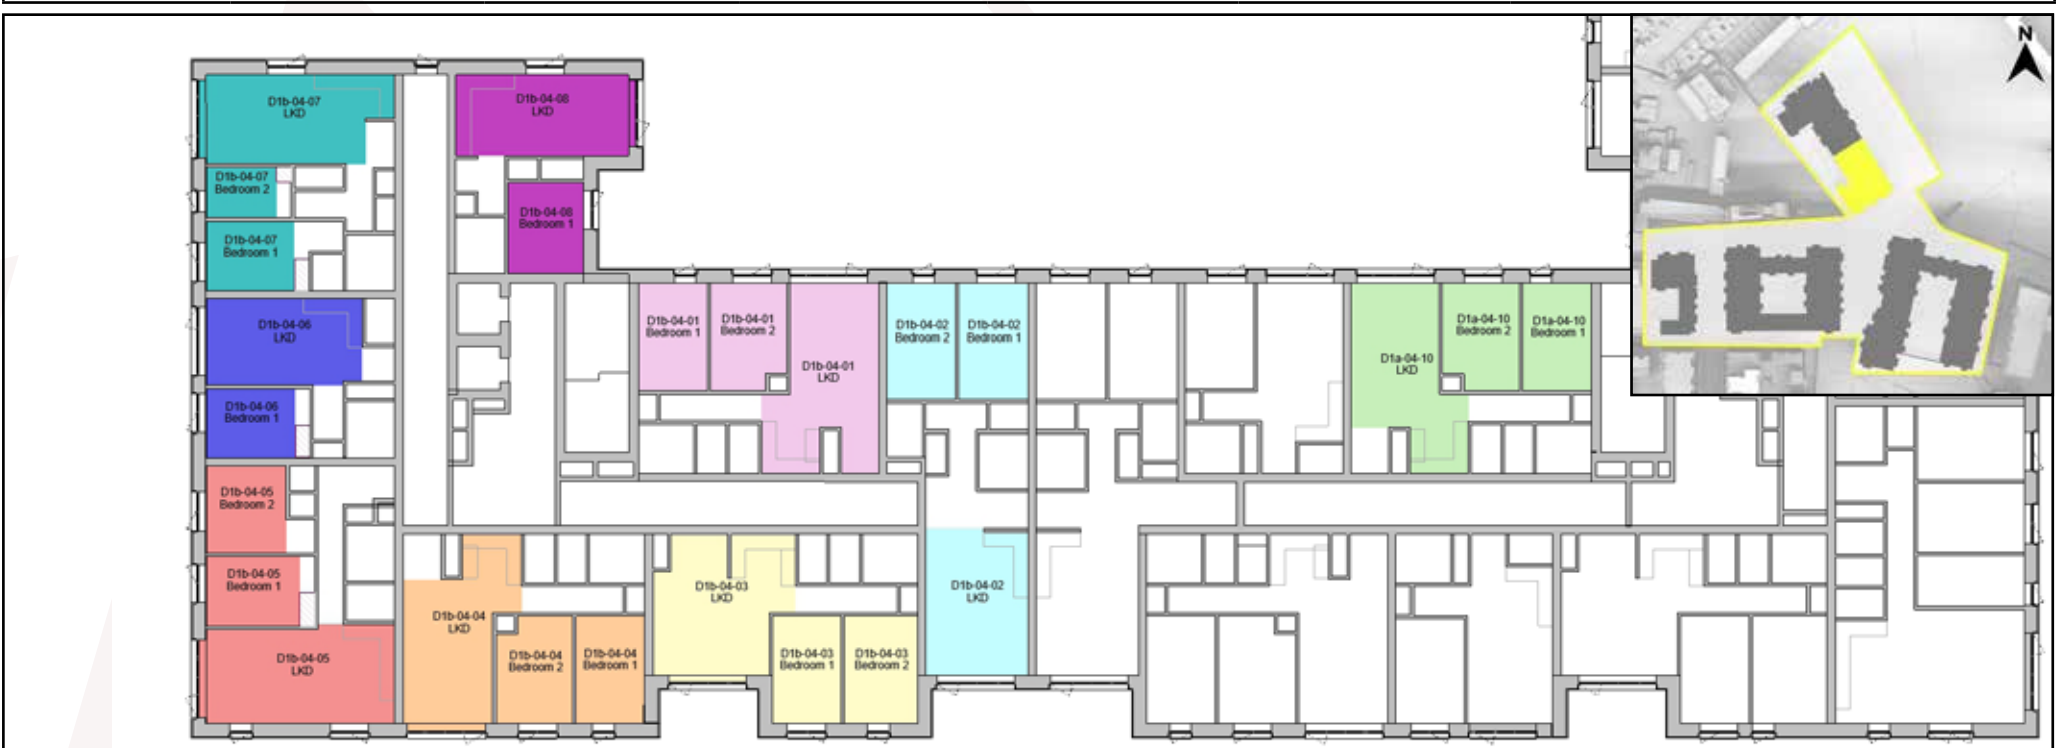 N
D1b-04-07
LKD
D1b-04-08
LKD
D1b-04-07
Bedroom 2
D1b-04-08
Bedroom 1
D1b-04-07
Bedroom 1
D1b-04-06
LKD
D1b-04-01
Bedroom 1
D1b-04-01
Bedroom 2
D1b-04-01
LKD
D1b-04-02
Bedroom 2
D1b-04-02
Bedroom 1
D1a-04-10
LKD
D1a-04-10
Bedroom 2
D1a-04-10
Bedroom 1
D1b-04-06
Bedroom 1
D1b-04-05
Bedroom 2
D1b-04-05
Bedroom 1
D1b-04-05
LKD
D1b-04-04
LKD
D1b-04-04
Bedroom 2
D1b-04-04
Bedroom 1
D1b-04-03
LKD
D1b-04-03
Bedroom 1
D1b-04-03
Bedroom 2
D1b-04-02
LKD